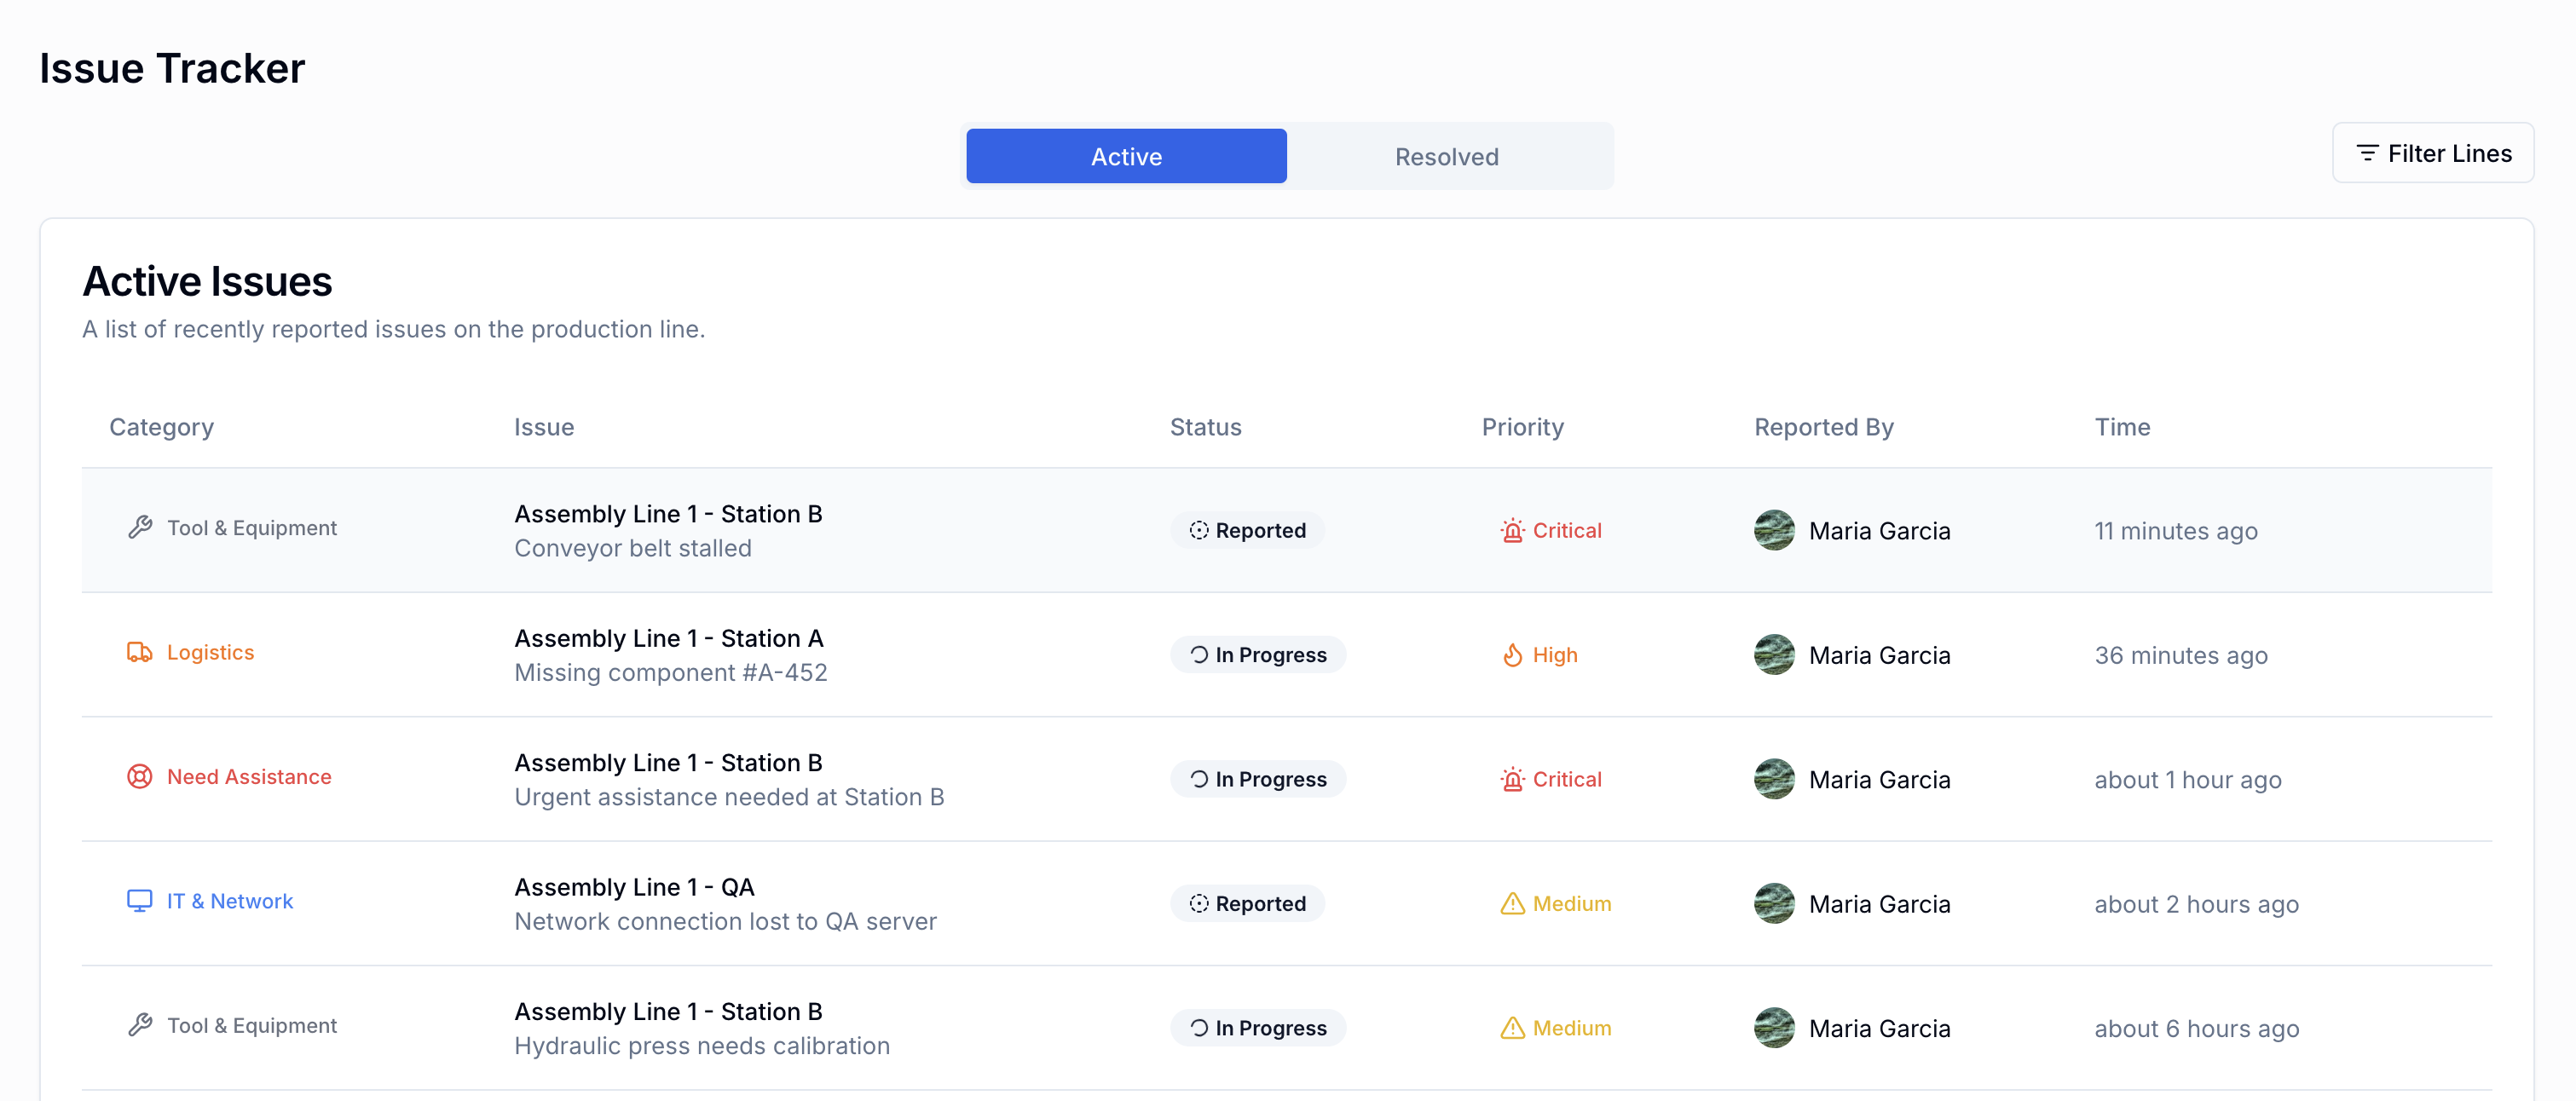 Issue Tracker
Active
Resolved
Filter Lines
Active Issues
A list of recently reported issues on the production line.
Category
Issue
Status
Priority
Reported By
Time
Tool & Equipment
Assembly Line 1 - Station B
Conveyor belt stalled
Reported
Critical
Maria Garcia
11 minutes ago
Logistics
Assembly Line 1 - Station A
Missing component #A-452
In Progress
High
Maria Garcia
36 minutes ago
Need Assistance
Assembly Line 1 - Station B
Urgent assistance needed at Station B
In Progress
Critical
Maria Garcia
about 1 hour ago
IT & Network
Assembly Line 1 - QA
Network connection lost to QA server
Reported
Medium
Maria Garcia
about 2 hours ago
Tool & Equipment
Assembly Line 1 - Station B
Hydraulic press needs calibration
In Progress
Medium
Maria Garcia
about 6 hours ago